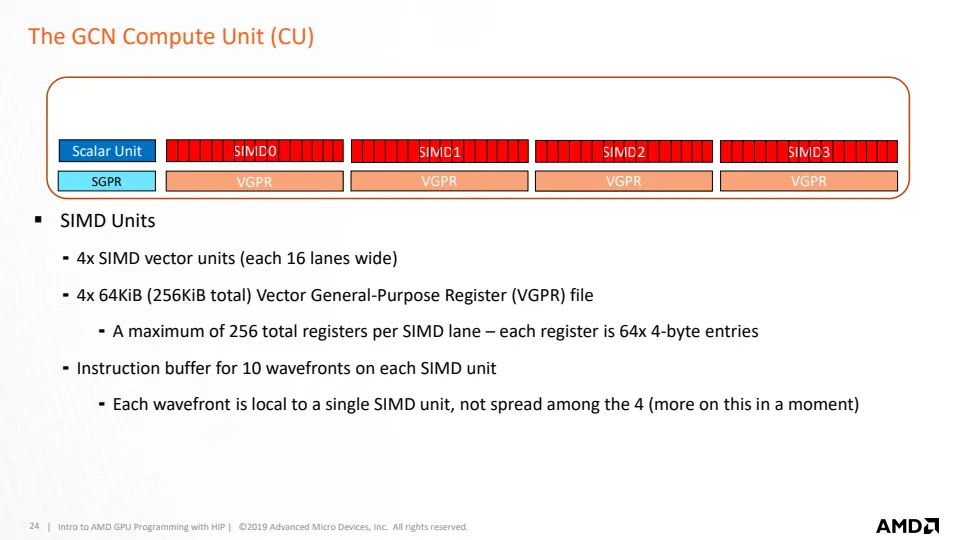 The GCN Compute Unit (CU)
Scalar Unit SIMD0 SIMD1 SIMD2 SIMD3
SGPR VGPR VGPR VGPR VGPR
▪ SIMD Units
- 4x SIMD vector units (each 16 lanes wide)
- 4x 64KiB (256KiB total) Vector General-Purpose Register (VGPR) file
- A maximum of 256 total registers per SIMD lane – each register is 64x 4-byte entries
- Instruction buffer for 10 wavefronts on each SIMD unit
- Each wavefront is local to a single SIMD unit, not spread among the 4 (more on this in a moment)
24 | Intro to AMD GPU Programming with HIP | ©2019 Advanced Micro Devices, Inc. All rights reserved.
AMD